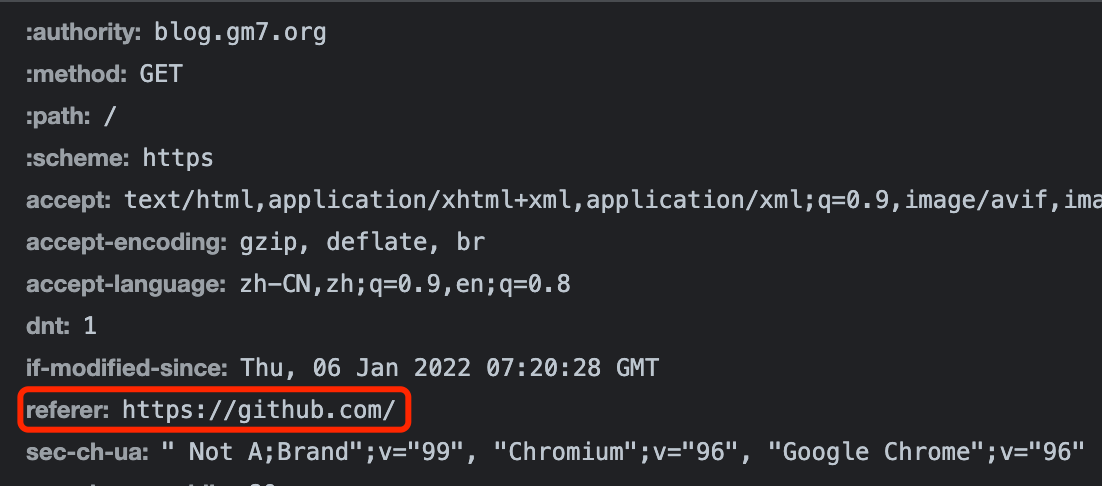 :authority: blog.gm7.org
:method: GET
:path: /
:scheme: https
accept: text/html,application/xhtml+xml,application/xml;q=0.9,image/avif,ima
accept-encoding: gzip, deflate, br
accept-language: zh-CN,zh;q=0.9,en;q=0.8
dnt: 1
if-modified-since: Thu, 06 Jan 2022 07:20:28 GMT
referer: https://github.com/
sec-ch-ua: " Not A;Brand";v="99", "Chromium";v="96", "Google Chrome";v="96"